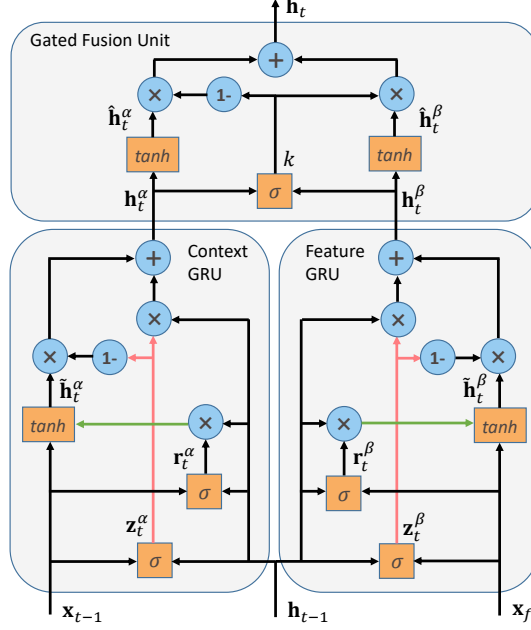 h_t
Gated Fusion Unit
+
× 1- ×
ĥ_t^α ĥ_t^β
tanh k tanh
σ
h_t^α h_t^β
Context GRU
Feature GRU
+ +
× ×
× 1- 1- ×
h̃_t^α h̃_t^β
tanh × × tanh
r_t^α r_t^β
σ σ
z_t^α z_t^β
σ σ
x_{t−1} h_{t−1} x_f